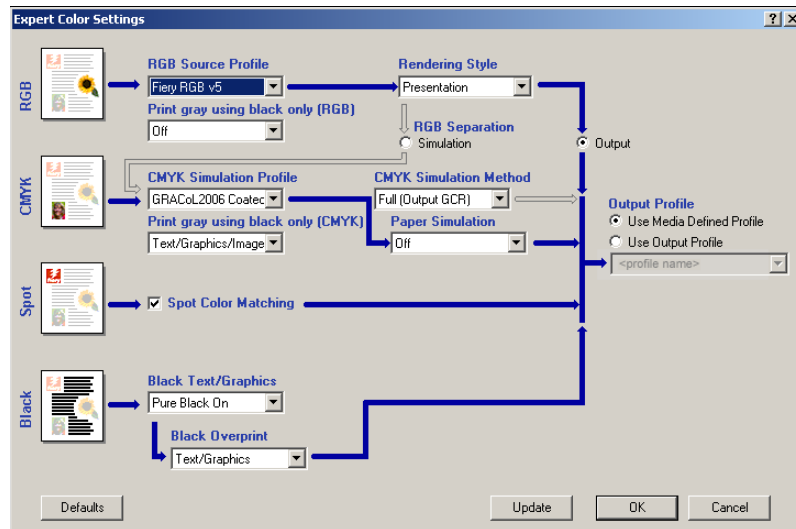 Expert Color Settings
RGB
RGB Source Profile
Rendering Style
Fiery RGB v5
Presentation
Print gray using black only (RGB)
Off
RGB Separation
Simulation
Output
CMYK
CMYK Simulation Profile
CMYK Simulation Method
GRACoL2006 Coated
Full (Output GCR)
Print gray using black only (CMYK)
Paper Simulation
Text/Graphics/Image
Off
Output Profile
Use Media Defined Profile
Use Output Profile
<profile name>
Spot
Spot Color Matching
Black
Black Text/Graphics
Pure Black On
Black Overprint
Text/Graphics
Defaults
Update
OK
Cancel